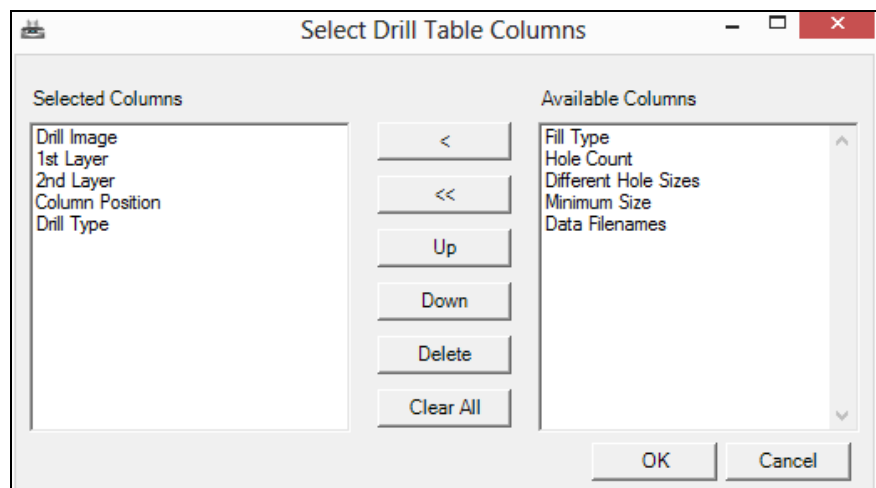 Select Drill Table Columns
Selected Columns
Available Columns
Drill Image
1st Layer
2nd Layer
Column Position
Drill Type
<
<<
Up
Down
Delete
Clear All
Fill Type
Hole Count
Different Hole Sizes
Minimum Size
Data Filenames
OK
Cancel